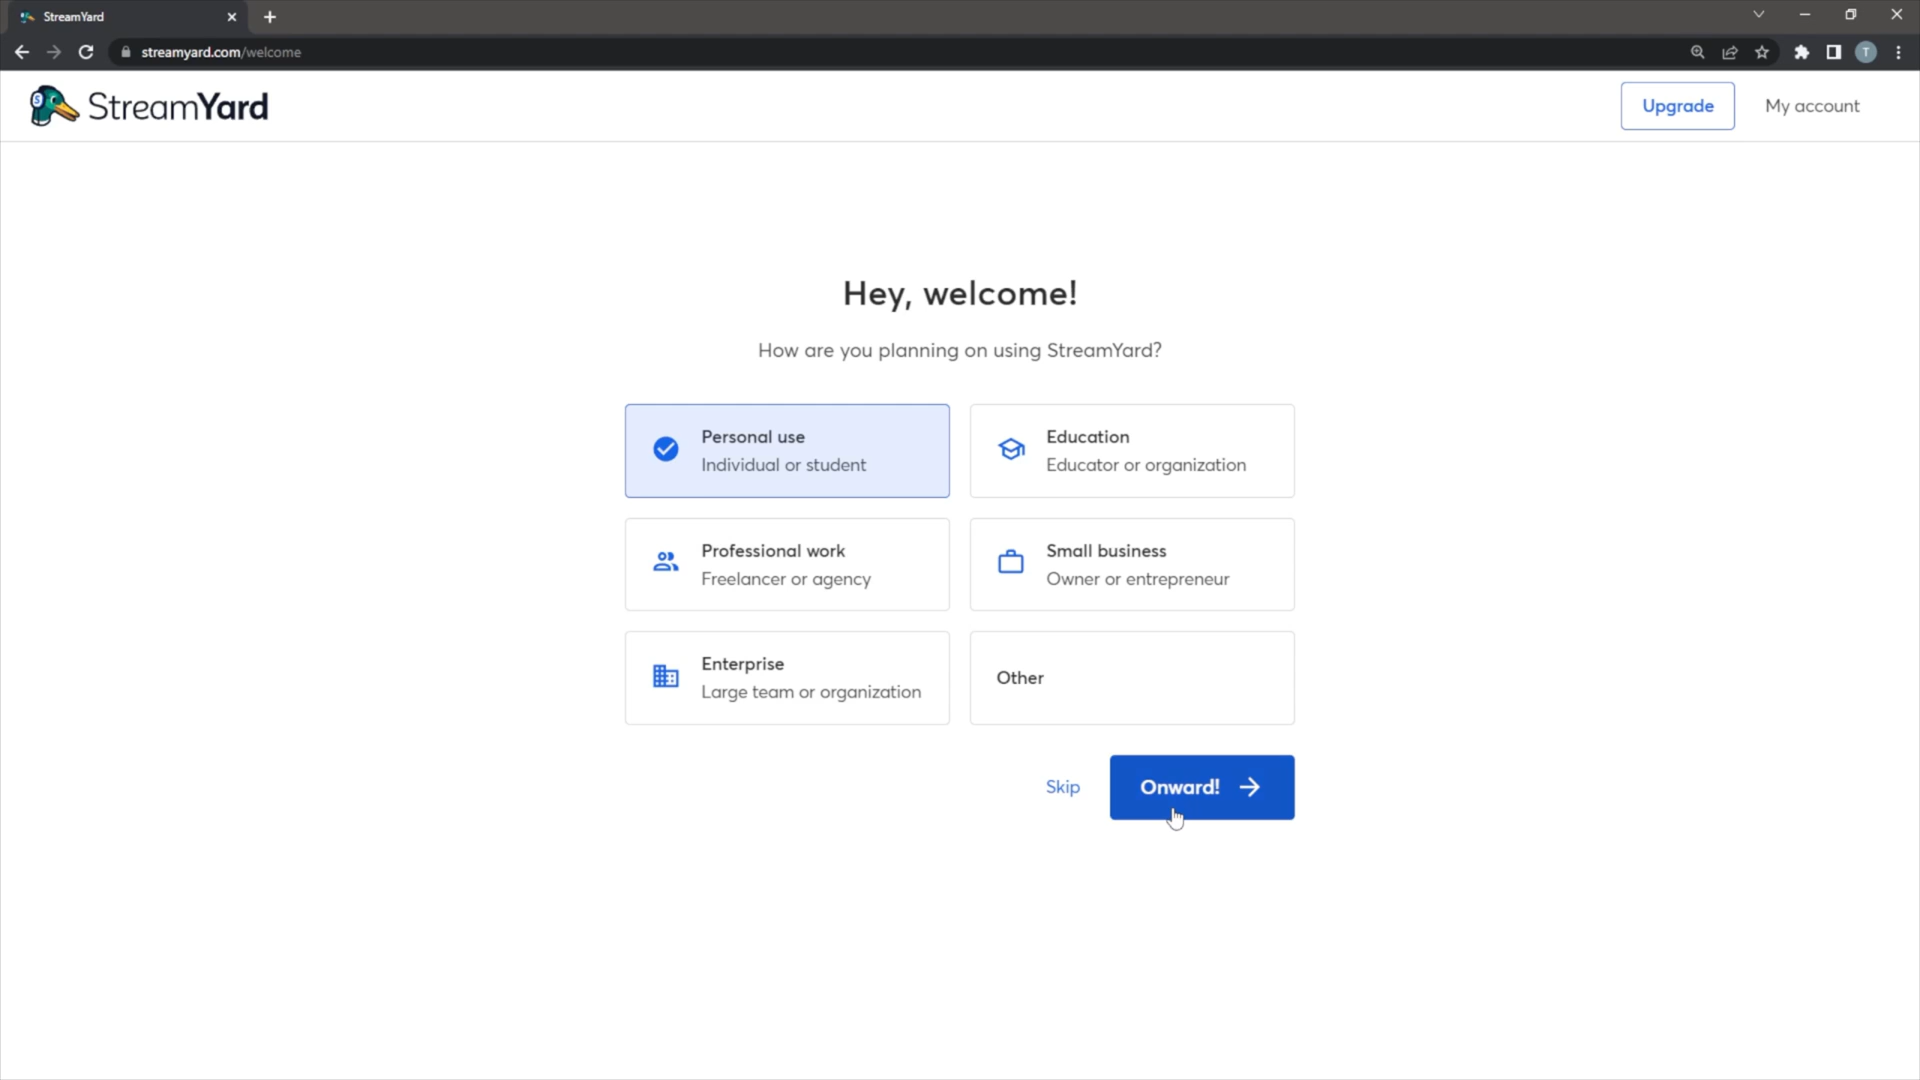 StreamYard
streamyard.com/welcome
T
StreamYard
Upgrade
My account
Hey, welcome!
How are you planning on using StreamYard?
Personal use
Individual or student
Education
Educator or organization
Professional work
Freelancer or agency
Small business
Owner or entrepreneur
Enterprise
Large team or organization
Other
Skip
Onward!